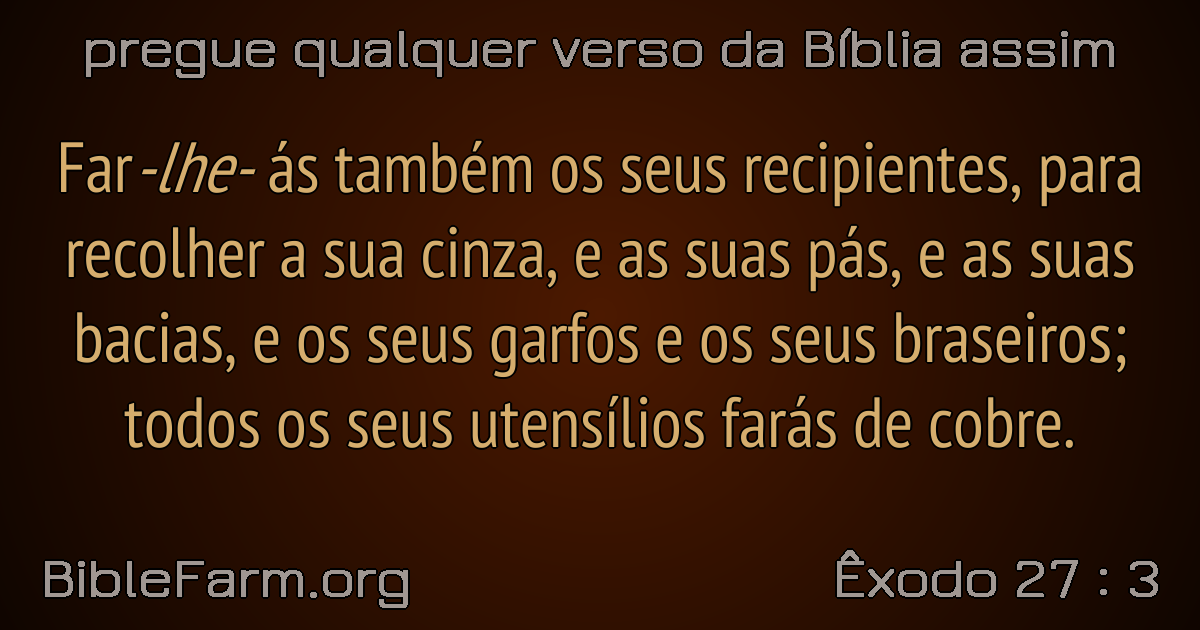 pregue qualquer verso da Bíblia assim
Far-lhe- ás também os seus recipientes, para
recolher a sua cinza, e as suas pás, e as suas
bacias, e os seus garfos e os seus braseiros;
todos os seus utensílios farás de cobre.
BibleFarm.org
Êxodo 27 : 3